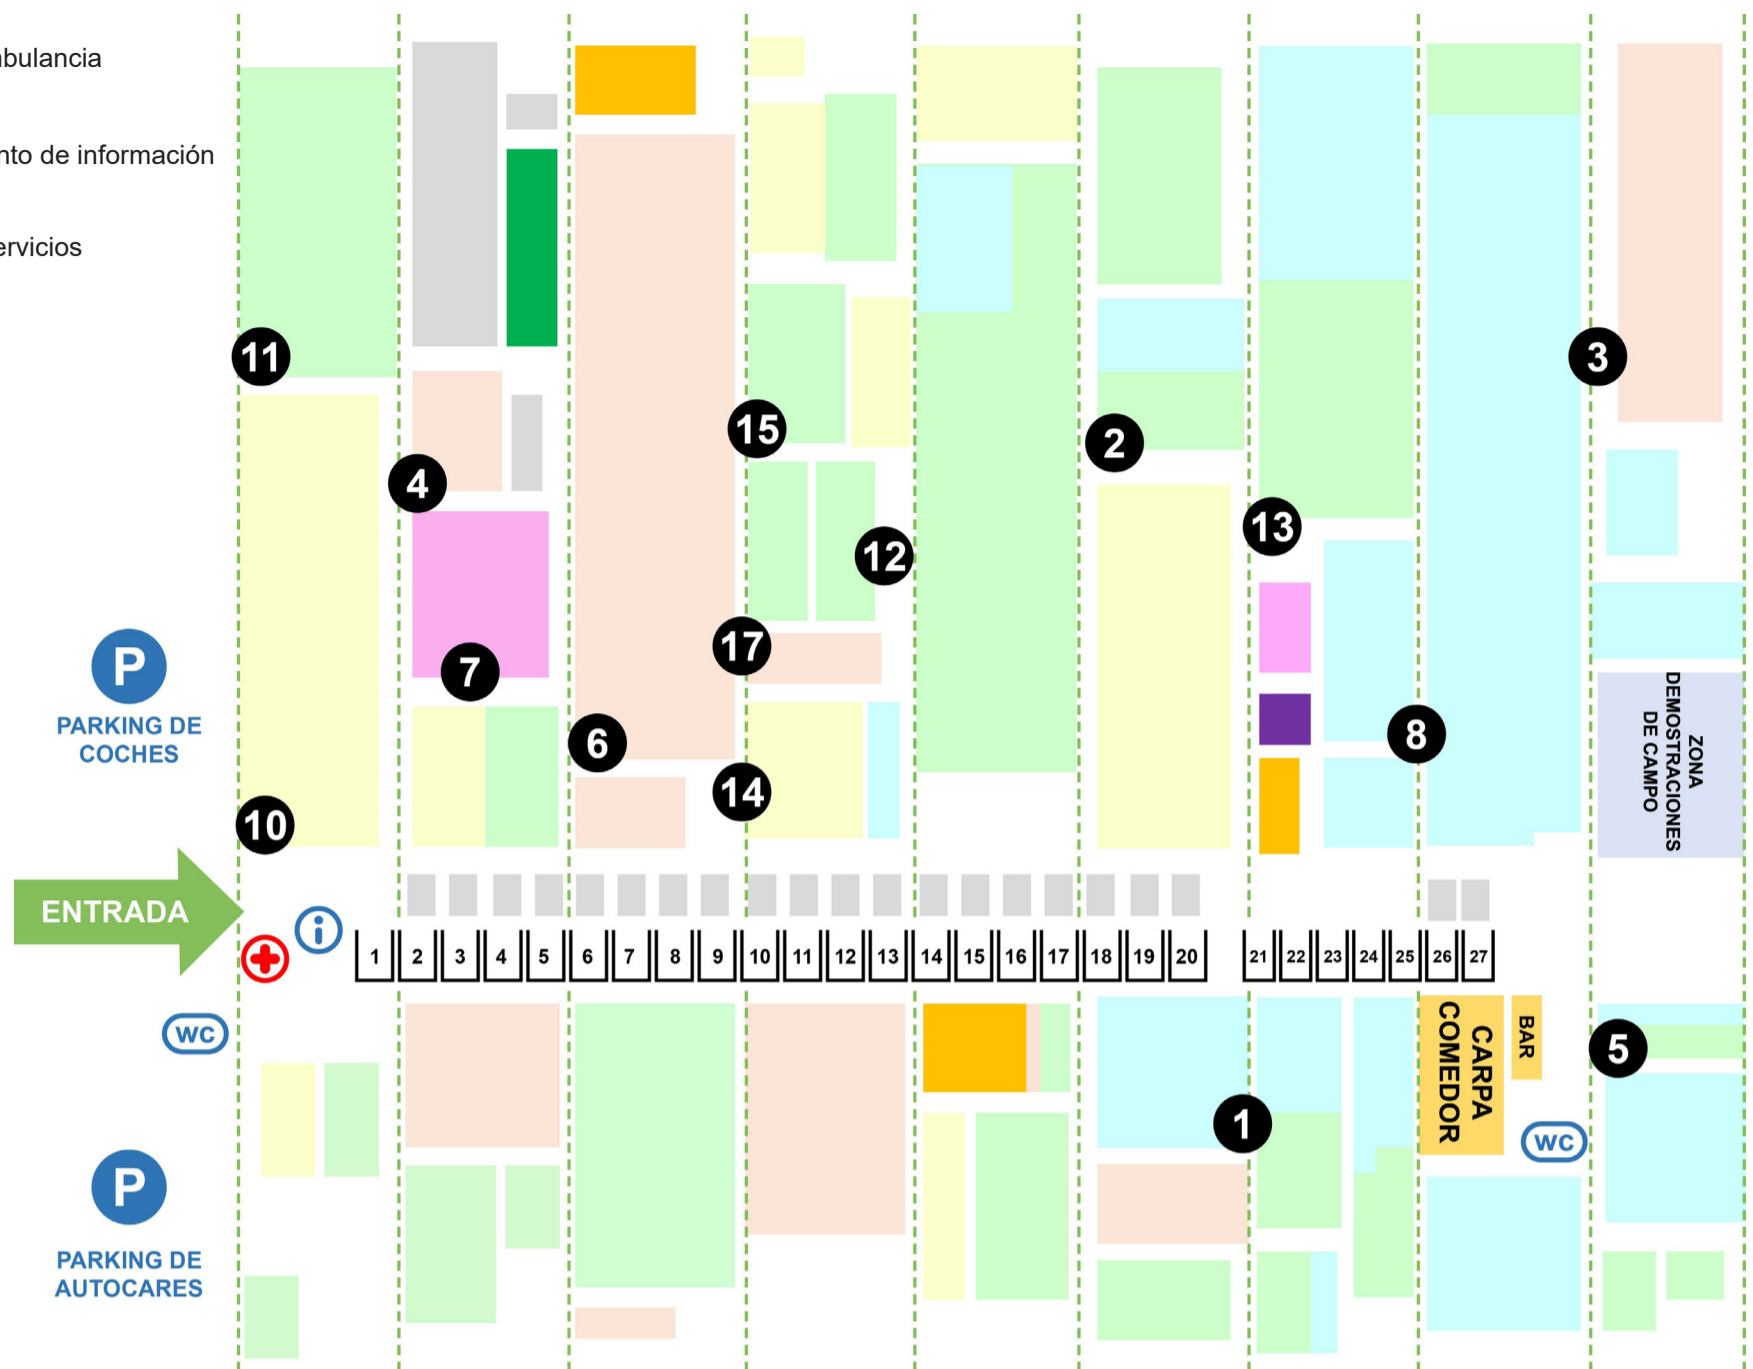 mbulancia
nto de información
ervicios
11
3
15
2
4
13
12
17
7
P
PARKING DE
COCHES
6
8
14
10
ZONA
DEMOSTRACIONES
DE CAMPO
ENTRADA
i
1 2 3 4 5 6 7 8 9 10 11 12 13 14 15 16 17 18 19 20 21 22 23 24 25 26 27
WC
CARPA
COMEDOR
BAR
5
1
WC
P
PARKING DE
AUTOCARES